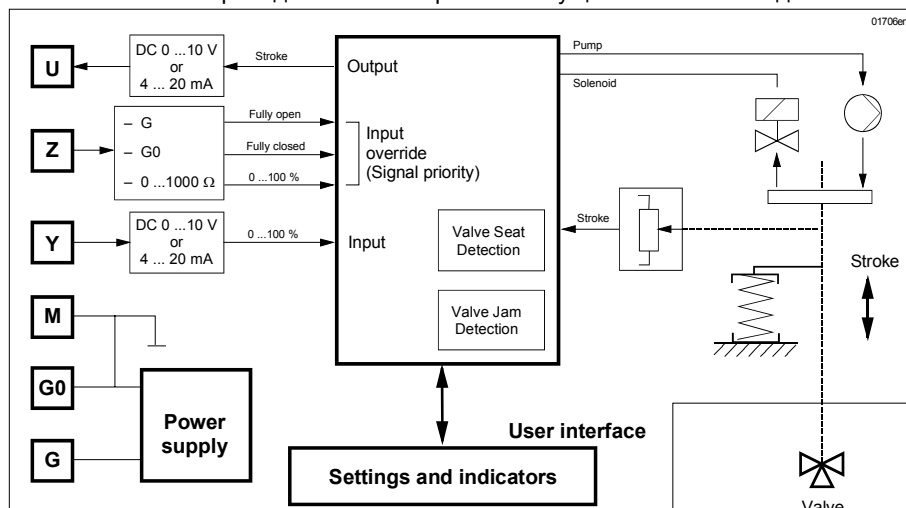 01706en
U
DC 0 ...10 V
or
4 ... 20 mA
Stroke
Output
Pump
Solenoid
Z
– G
– G0
– 0 ...1000 Ω
Fully open
Fully closed
0 ...100 %
Input
override
(Signal priority)
Y
DC 0 ...10 V
or
4 ... 20 mA
0 ...100 %
Input
Valve Seat
Detection
Valve Jam
Detection
Stroke
Stroke
M
G0
G
Power
supply
User interface
Settings and indicators
Valve